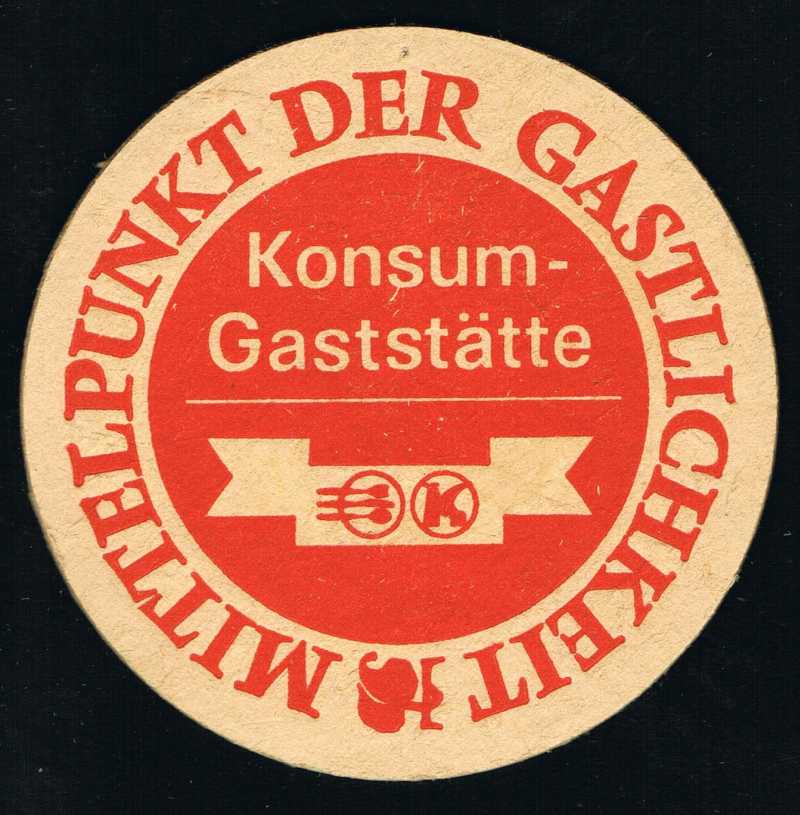 MITTELPUNKT DER GASTLICHKEIT
Konsum-
Gaststätte
K